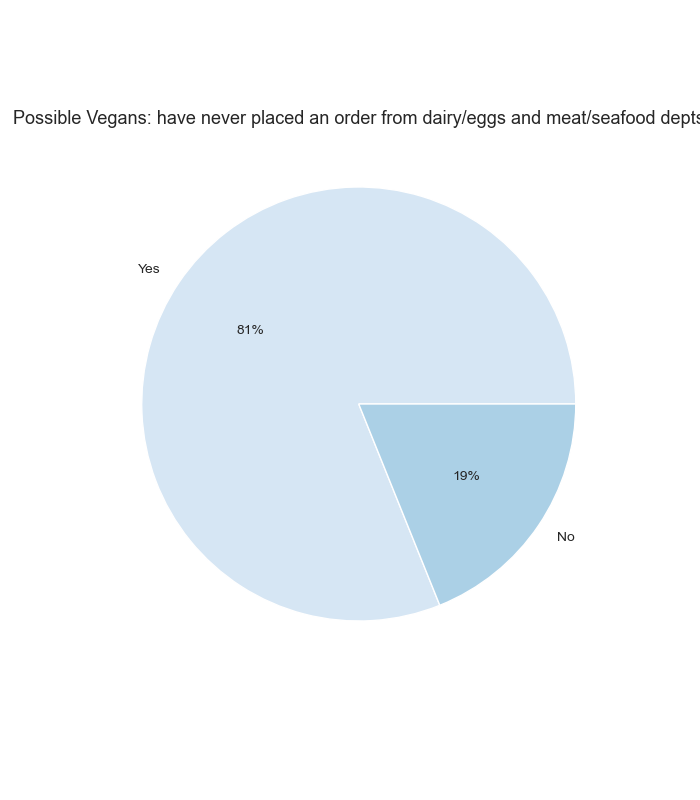 Possible Vegans: have never placed an order from dairy/eggs and meat/seafood depts
Yes
81%
19%
No